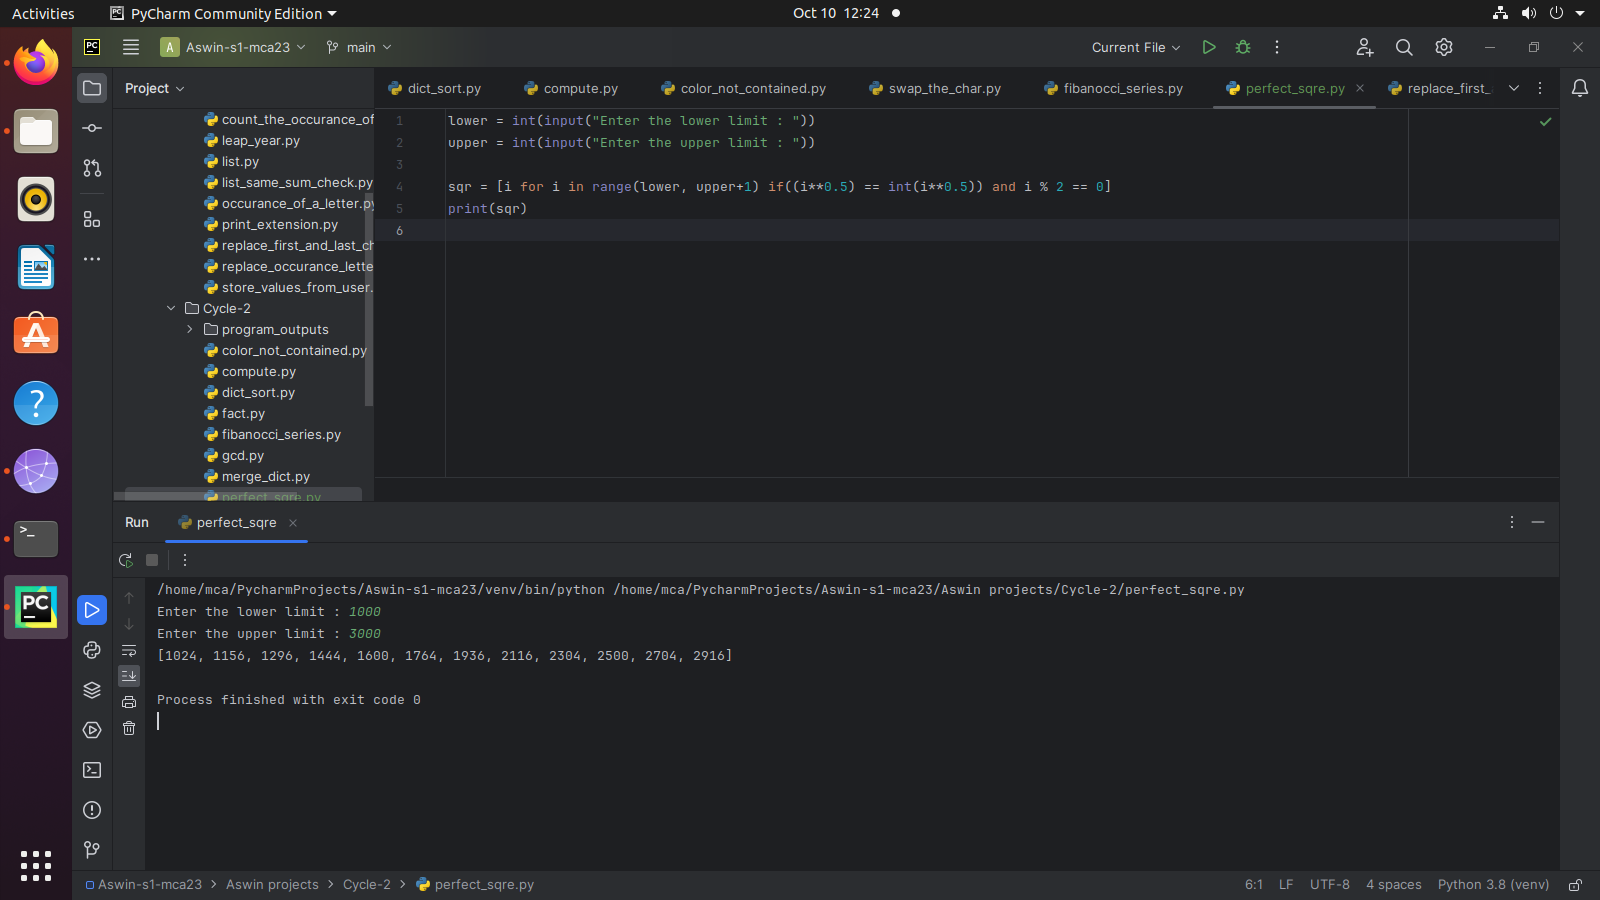 Activities PyCharm Community Edition Oct 10 12:24
PC Aswin-s1-mca23 main Current File
A
Project dict_sort.py compute.py color_not_contained.py swap_the_char.py fibanocci_series.py perfect_sqre.py replace_first_
count_the_occurance_of
leap_year.py
list.py
list_same_sum_check.py
occurance_of_a_letter.py
print_extension.py
replace_first_and_last_ch
replace_occurance_lette
store_values_from_user.
Cycle-2
program_outputs
color_not_contained.py
compute.py
dict_sort.py
fact.py
fibanocci_series.py
gcd.py
merge_dict.py
perfect_sqre.py
1 lower = int(input("Enter the lower limit : "))
2 upper = int(input("Enter the upper limit : "))
3
4 sqr = [i for i in range(lower, upper+1) if((i**0.5) == int(i**0.5)) and i % 2 == 0]
5 print(sqr)
6
Run perfect_sqre
/home/mca/PycharmProjects/Aswin-s1-mca23/venv/bin/python /home/mca/PycharmProjects/Aswin-s1-mca23/Aswin projects/Cycle-2/perfect_sqre.py
Enter the lower limit : 1000
Enter the upper limit : 3000
[1024, 1156, 1296, 1444, 1600, 1764, 1936, 2116, 2304, 2500, 2704, 2916]
Process finished with exit code 0
PC
Aswin-s1-mca23 > Aswin projects > Cycle-2 > perfect_sqre.py 6:1 LF UTF-8 4 spaces Python 3.8 (venv)